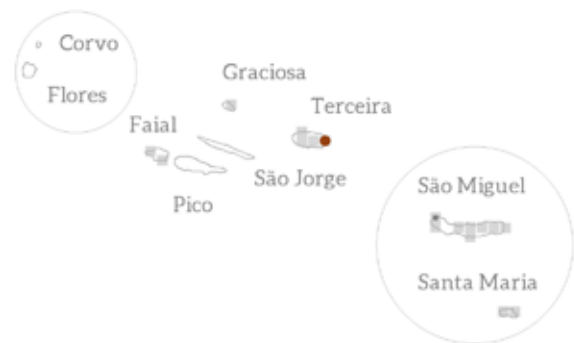 Corvo
Flores
Graciosa
Terceira
Faial
São Jorge
Pico
São Miguel
Santa Maria